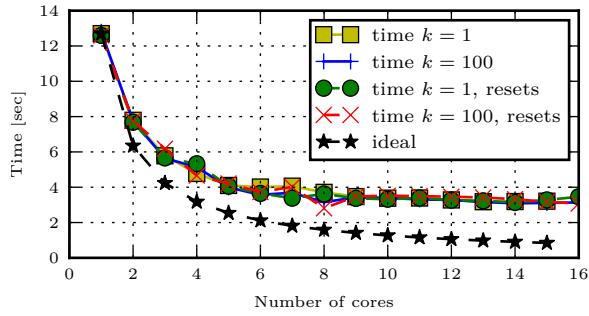 14
12
10
8
6
4
2
0
Time [sec]
time k = 1
time k = 100
time k = 1, resets
time k = 100, resets
ideal
0 2 4 6 8 10 12 14 16
Number of cores